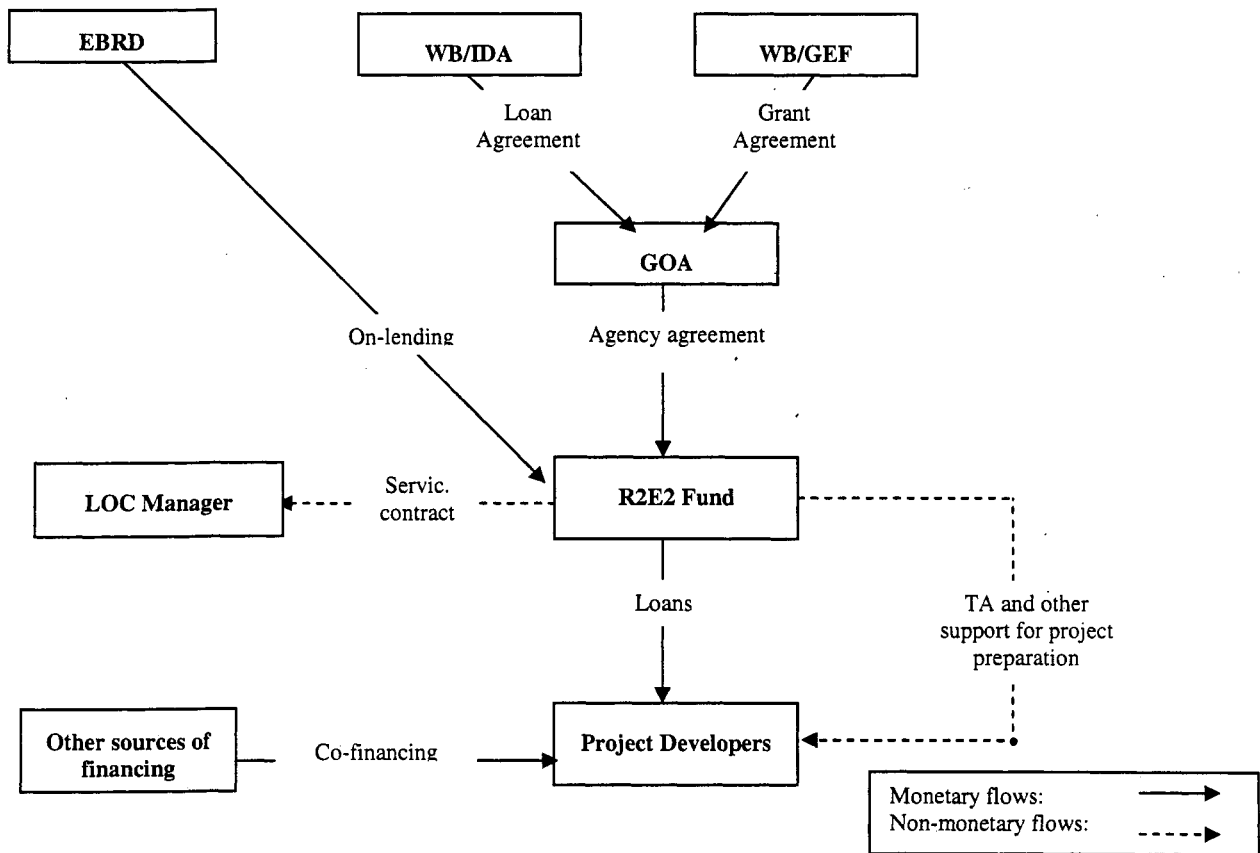 EBRD
WB/IDA
WB/GEF
Loan
Agreement
Grant
Agreement
GOA
On-lending
Agency agreement
LOC Manager
Servic.
contract
R2E2 Fund
Loans
TA and other
support for project
preparation
Other sources of
financing
Co-financing
Project Developers
Monetary flows:
Non-monetary flows: